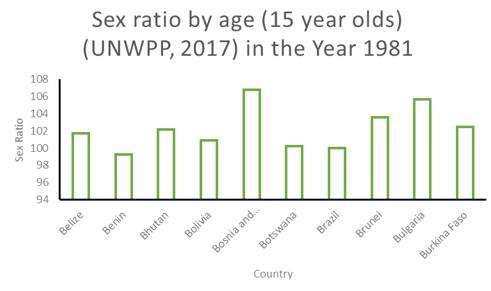 Sex ratio by age (15 year olds)
(UNWPP, 2017) in the Year 1981
108
106
104
102
100
98
96
94
Sex Ratio
Belize
Benin
Bhutan
Bolivia
Bosnia and...
Botswana
Brazil
Brunei
Bulgaria
Burkina Faso
Country